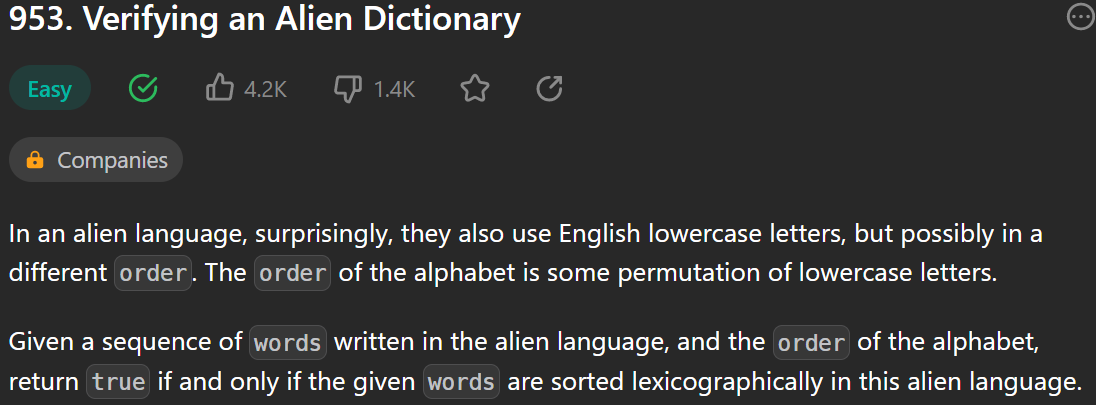 953. Verifying an Alien Dictionary
Easy 4.2K 1.4K
Companies
In an alien language, surprisingly, they also use English lowercase letters, but possibly in a
different order. The order of the alphabet is some permutation of lowercase letters.
Given a sequence of words written in the alien language, and the order of the alphabet,
return true if and only if the given words are sorted lexicographically in this alien language.